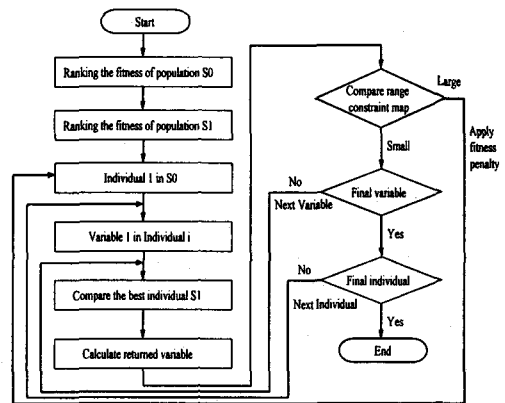 Start
Ranking the fitness of population S0
Ranking the fitness of population S1
Individual 1 in S0
Variable 1 in Individual i
Compare the best individual S1
Calculate returned variable
Compare range
constraint map
Large
Apply
fitness
penalty
Small
No
Next Variable
Final variable
Yes
No
Next Individual
Final individual
Yes
End